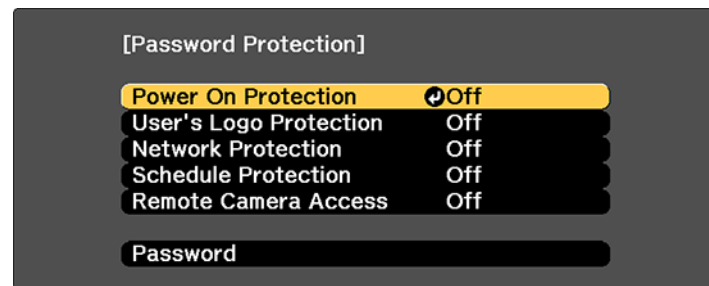 [Password Protection]
Power On Protection Off
User's Logo Protection Off
Network Protection Off
Schedule Protection Off
Remote Camera Access Off
Password